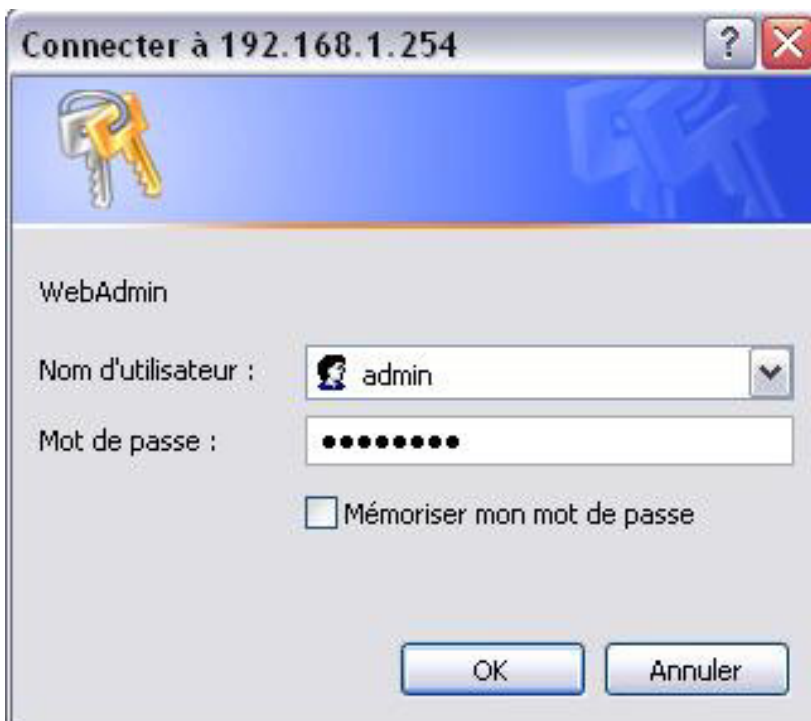 Connecter à 192.168.1.254
WebAdmin
Nom d'utilisateur :
admin
Mot de passe :
••••••••
Mémoriser mon mot de passe
OK
Annuler